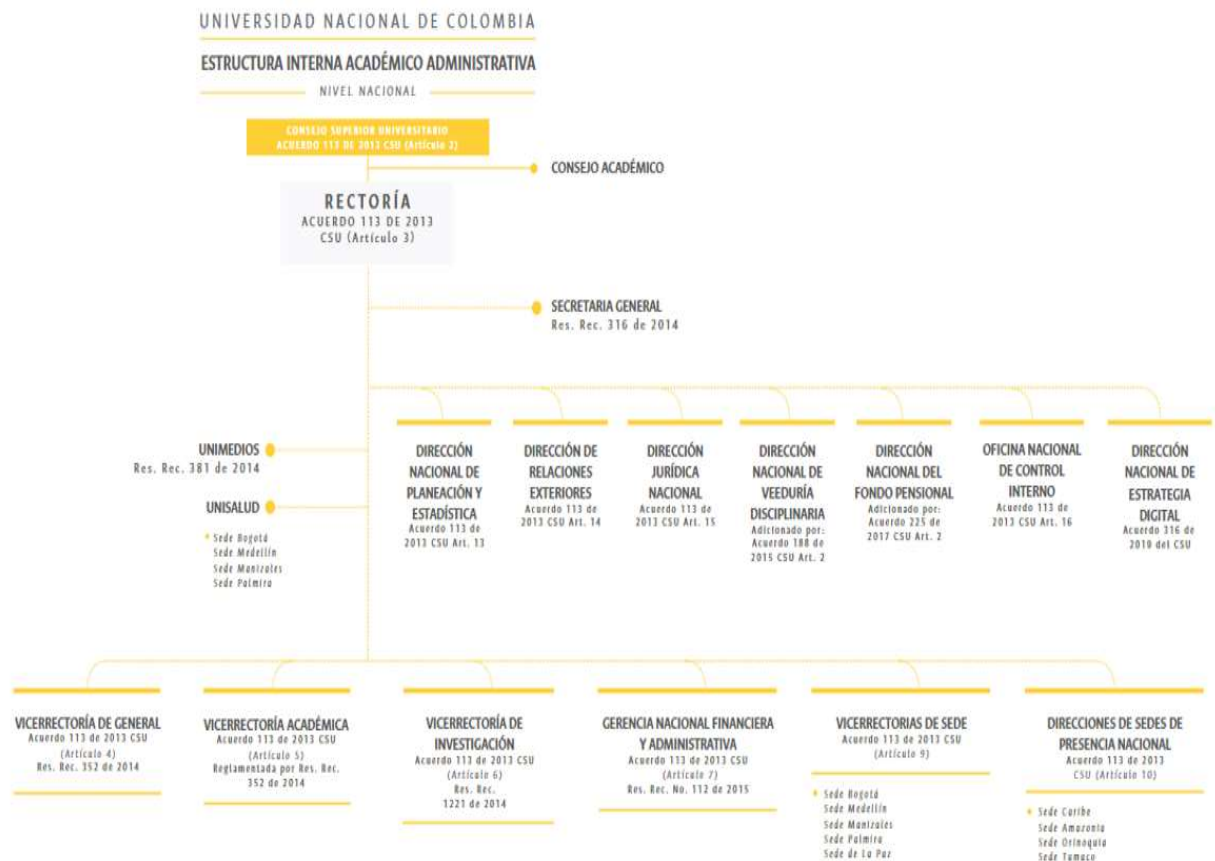 UNIVERSIDAD NACIONAL DE COLOMBIA
ESTRUCTURA INTERNA ACADÉMICO ADMINISTRATIVA
NIVEL NACIONAL
CONSEJO SUPERIOR UNIVERSITARIO
ACUERDO 113 DE 2013 CSU (Artículo 2)
CONSEJO ACADÉMICO
RECTORÍA
ACUERDO 113 DE 2013
CSU (Artículo 3)
SECRETARIA GENERAL
Res. Rec. 316 de 2014
UNIMEDIOS
Res. Rec. 381 de 2014
UNISALUD
Sede Bogotá
Sede Medellín
Sede Manizales
Sede Palmira
DIRECCIÓN
NACIONAL DE
PLANEACIÓN Y
ESTADÍSTICA
Acuerdo 113 de
2013 CSU Art. 13
DIRECCIÓN DE
RELACIONES
EXTERIORES
Acuerdo 113 de
2013 CSU Art. 14
DIRECCIÓN
JURÍDICA
NACIONAL
Acuerdo 113 de
2013 CSU Art. 15
DIRECCIÓN
NACIONAL DE
VEEDURÍA
DISCIPLINARIA
Adicionado por:
Acuerdo 188 de
2015 CSU Art. 2
DIRECCIÓN
NACIONAL DEL
FONDO PENSIONAL
Adicionado por:
Acuerdo 225 de
2017 CSU Art. 2
OFICINA NACIONAL
DE CONTROL
INTERNO
Acuerdo 113 de
2013 CSU Art. 16
DIRECCIÓN
NACIONAL DE
ESTRATEGIA
DIGITAL
Acuerdo 316 de
2019 del CSU
VICERRECTORÍA DE GENERAL
Acuerdo 113 de 2013 CSU
(Artículo 4)
Res. Rec. 352 de 2014
VICERRECTORÍA ACADÉMICA
Acuerdo 113 de 2013 CSU
(Artículo 5)
Reglamentada por Res. Rec.
352 de 2014
VICERRECTORÍA DE
INVESTIGACIÓN
Acuerdo 113 de 2013 CSU
(Artículo 6)
Res. Rec.
1221 de 2014
GERENCIA NACIONAL FINANCIERA
Y ADMINISTRATIVA
Acuerdo 113 de 2013 CSU
(Artículo 7)
Res. Rec. No. 112 de 2015
VICERRECTORIAS DE SEDE
Acuerdo 113 de 2013 CSU
(Artículo 9)
Sede Bogotá
Sede Medellín
Sede Manizales
Sede Palmira
Sede de La Paz
DIRECCIONES DE SEDES DE
PRESENCIA NACIONAL
Acuerdo 113 de 2013
CSU (Artículo 10)
Sede Caribe
Sede Amazonia
Sede Orinoquia
Sede Tumaco